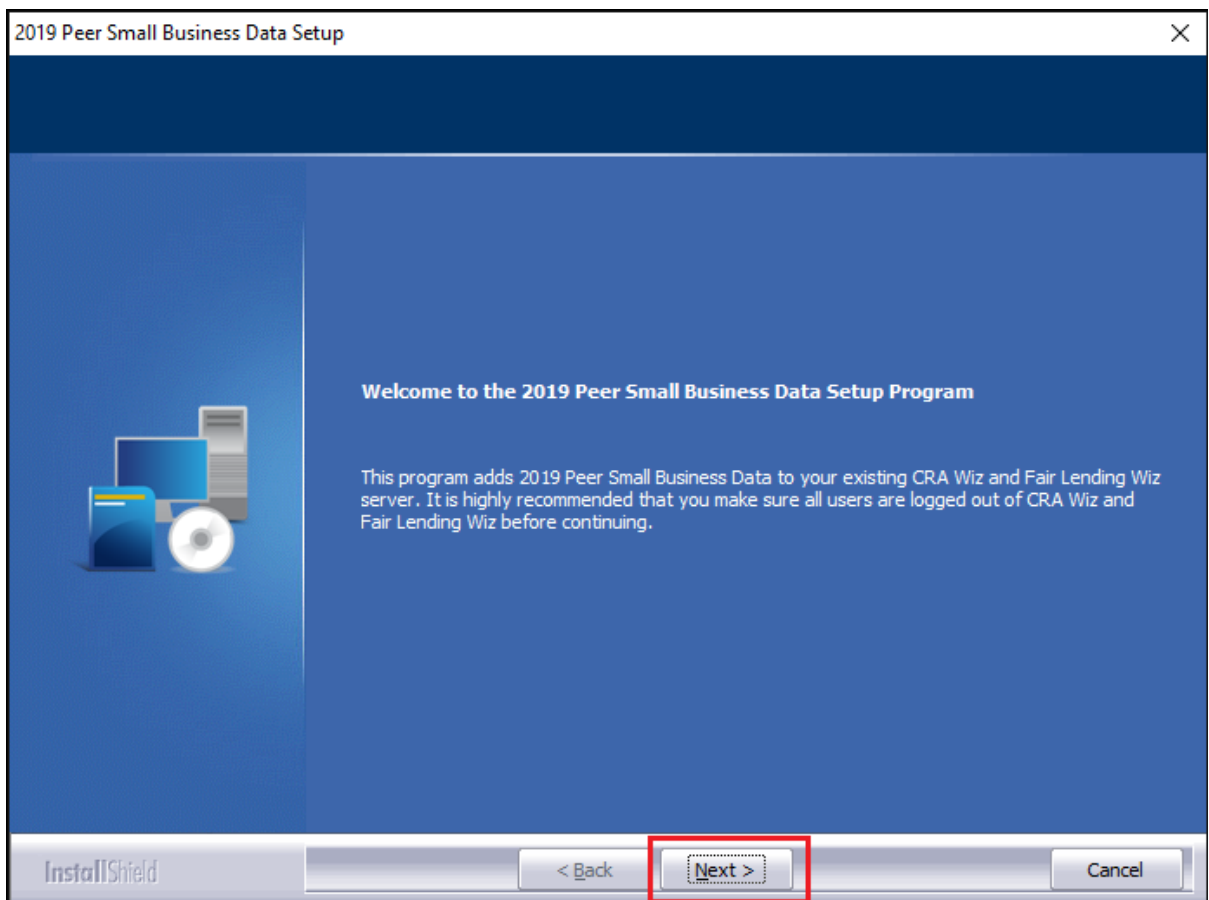 2019 Peer Small Business Data Setup
Welcome to the 2019 Peer Small Business Data Setup Program
This program adds 2019 Peer Small Business Data to your existing CRA Wiz and Fair Lending Wiz
server. It is highly recommended that you make sure all users are logged out of CRA Wiz and
Fair Lending Wiz before continuing.
InstallShield
< Back
Next >
Cancel